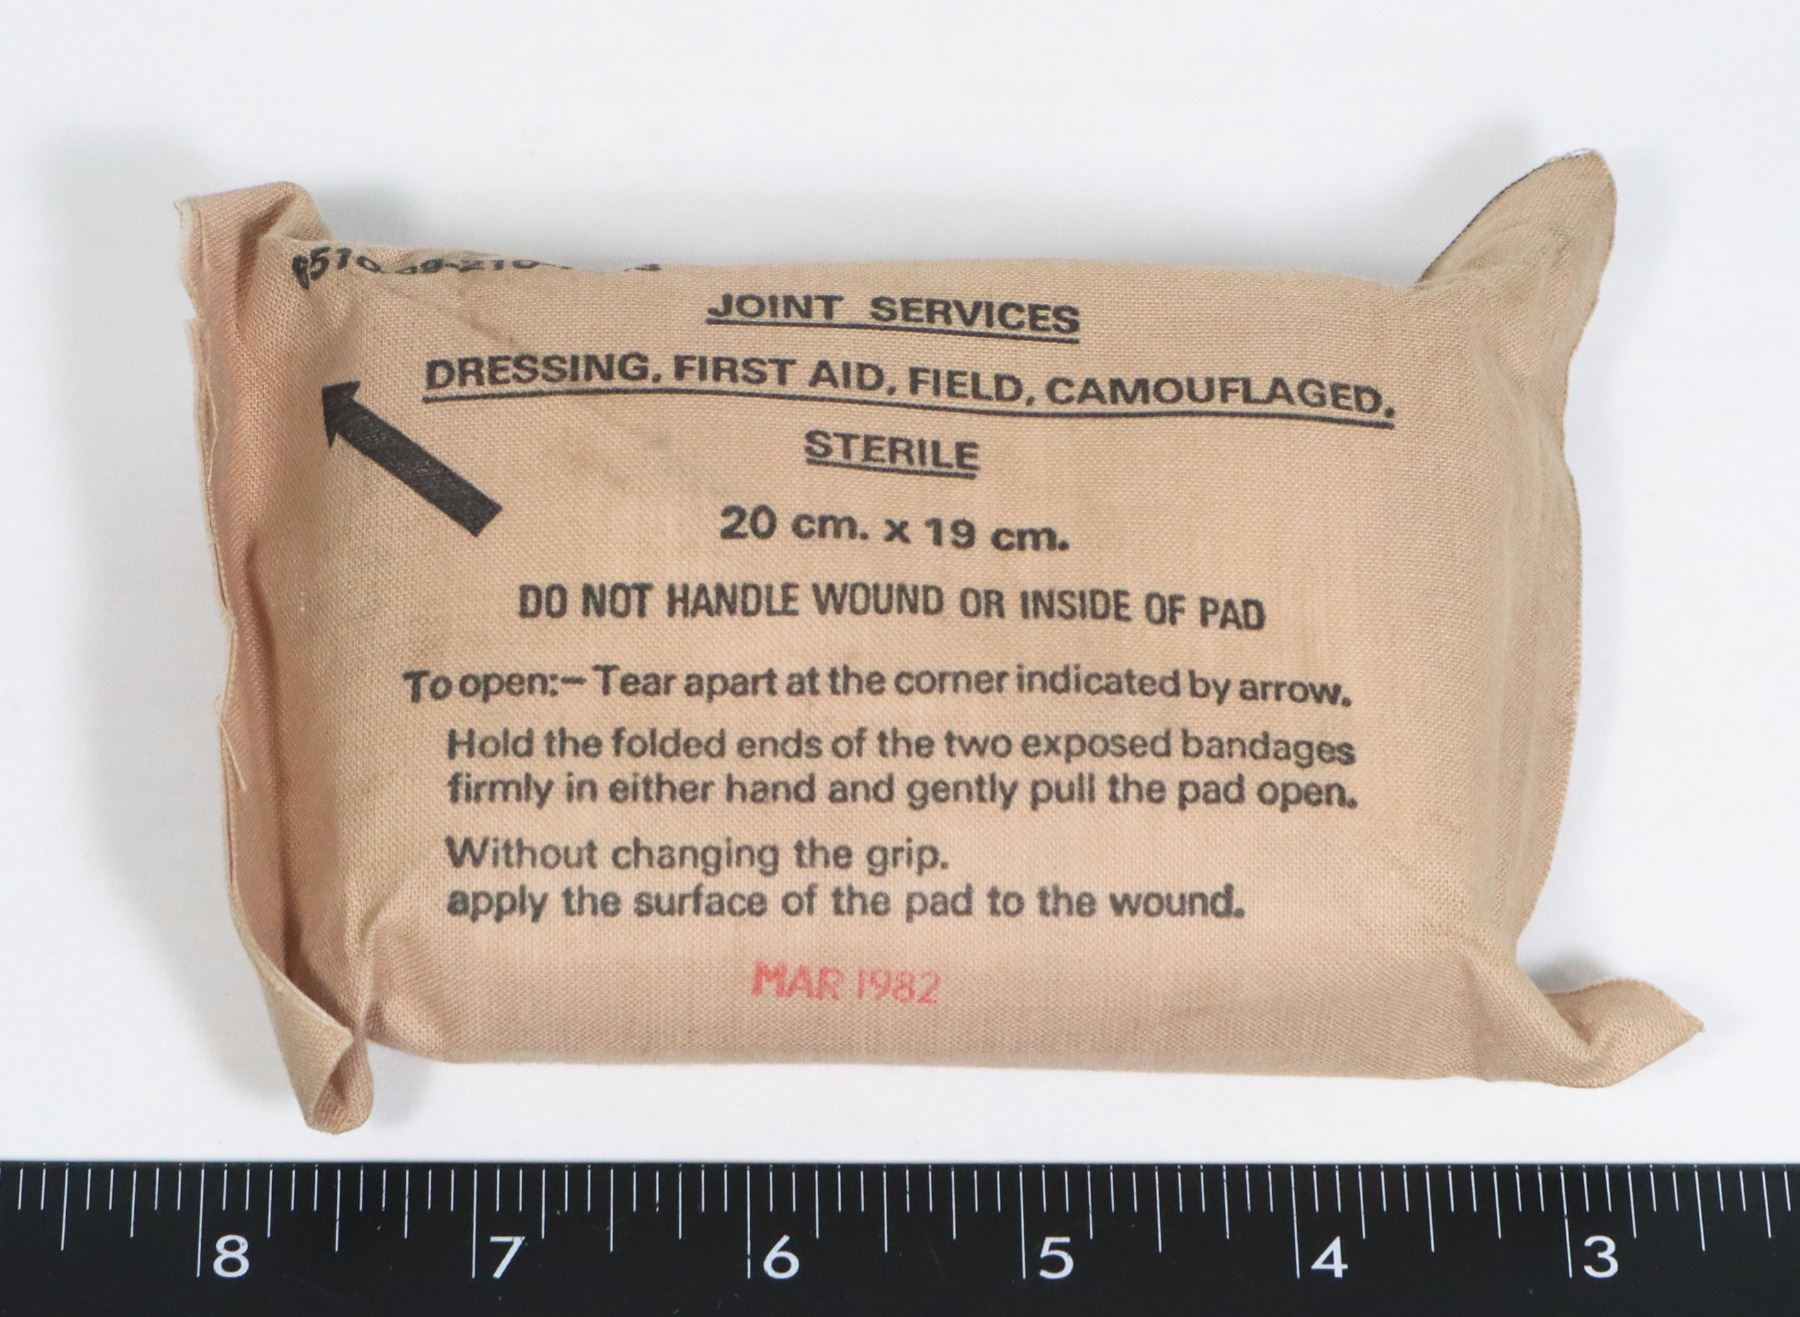 JOINT SERVICES
DRESSING, FIRST AID, FIELD, CAMOUFLAGED,
STERILE
20 cm. x 19 cm.
DO NOT HANDLE WOUND OR INSIDE OF PAD
To open:— Tear apart at the corner indicated by arrow.
Hold the folded ends of the two exposed bandages
firmly in either hand and gently pull the pad open.
Without changing the grip.
apply the surface of the pad to the wound.
MAR 1982
8 7 6 5 4 3